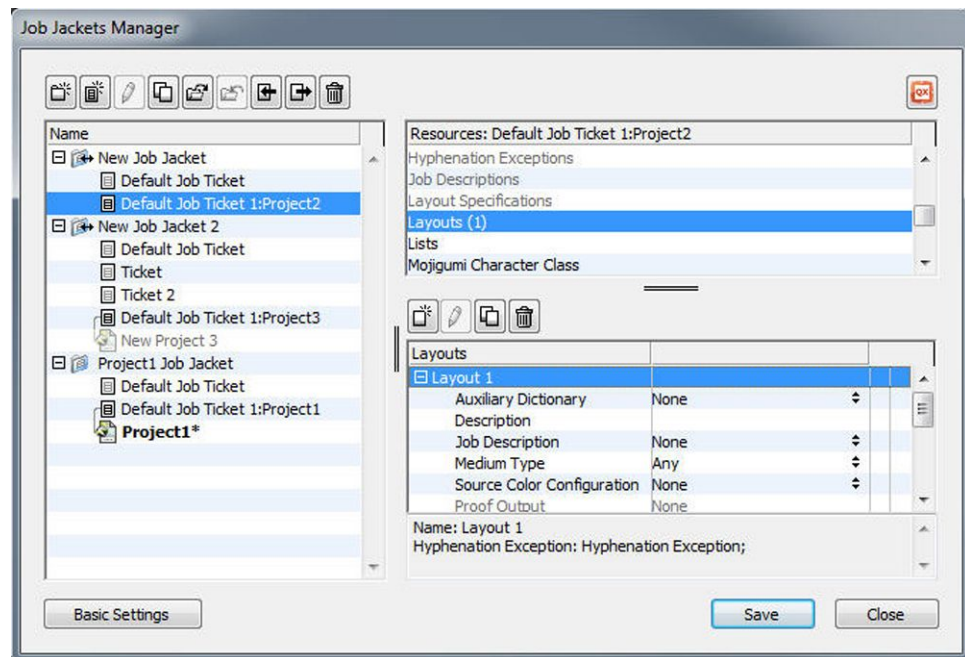 Job Jackets Manager
QX
Name
New Job Jacket
Default Job Ticket
Default Job Ticket 1:Project2
New Job Jacket 2
Default Job Ticket
Ticket
Ticket 2
Default Job Ticket 1:Project3
New Project 3
Project1 Job Jacket
Default Job Ticket
Default Job Ticket 1:Project1
Project1*
Resources: Default Job Ticket 1:Project2
Hyphenation Exceptions
Job Descriptions
Layout Specifications
Layouts (1)
Lists
Mojigumi Character Class
Layouts
Layout 1
Auxiliary Dictionary None
Description
Job Description None
Medium Type Any
Source Color Configuration None
Proof Output None
Name: Layout 1
Hyphenation Exception: Hyphenation Exception;
Basic Settings
Save
Close